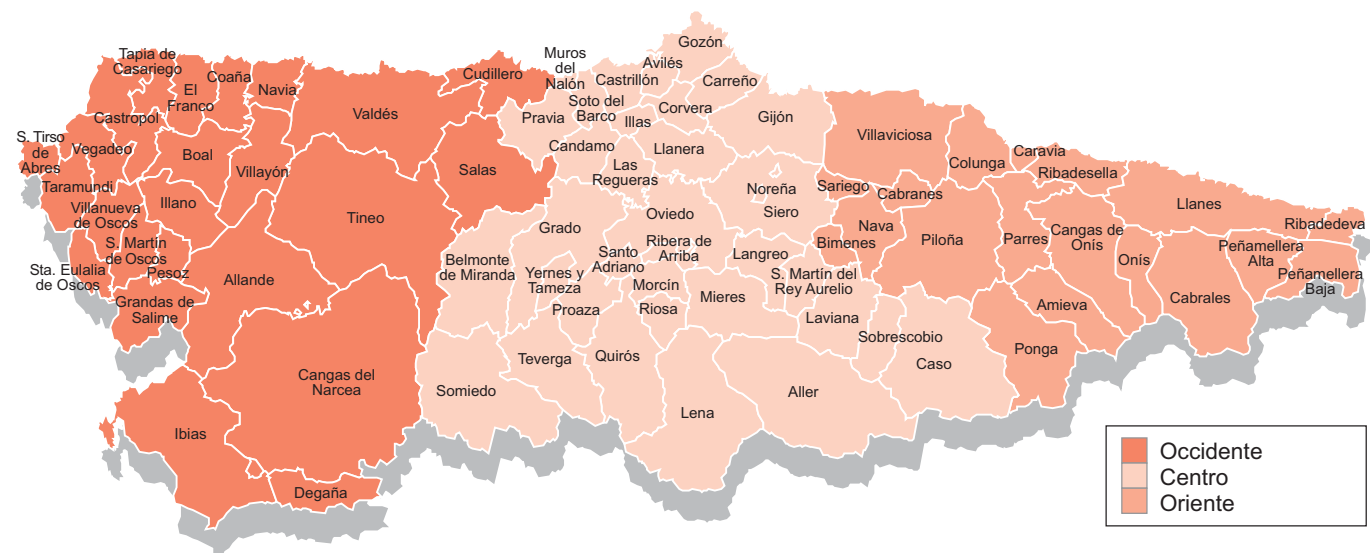 Tapia de
Casariego
El
Franco
Coaña
Navia
Valdés
Cudillero
Muros
del
Nalón
Castrillón
Avilés
Gozón
Carreño
Corvera
Soto del
Barco
Illas
Pravia
Gijón
Castropol
S. Tirso
de
Abres
Vegadeo
Boal
Villayón
Salas
Candamo
Las
Regueras
Llanera
Villaviciosa
Colunga
Caravia
Ribadesella
Llanes
Ribadedeva
Taramundi
Villanueva
de Oscos
Illano
Tineo
Noreña
Siero
Sariego
Cabranes
Nava
Bimenes
Piloña
Parres
Cangas de
Onís
Onís
Peñamellera
Alta
Peñamellera
Baja
Cabrales
S. Martín
de Oscos
Pesoz
Sta. Eulalia
de Oscos
Grandas de
Salime
Allande
Grado
Oviedo
Belmonte
de Miranda
Yernes y
Tameza
Santo
Adriano
Ribera de
Arriba
Langreo
S. Martín del
Rey Aurelio
Morcín
Riosa
Mieres
Proaza
Laviana
Sobrescobio
Caso
Amieva
Ponga
Teverga
Quirós
Somiedo
Lena
Aller
Cangas del
Narcea
Ibias
Degaña
Occidente
Centro
Oriente